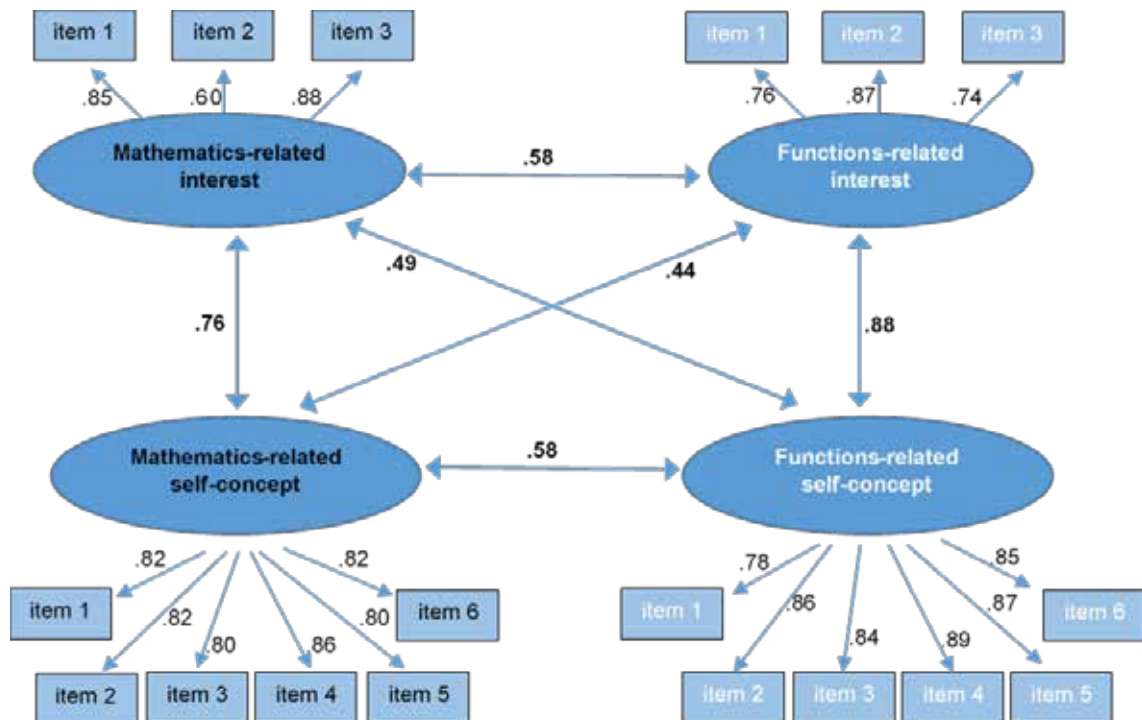 item 1 item 2 item 3 item 1 item 2 item 3
.85 .60 .88 .76 .87 .74
Mathematics-related
interest
.58
Functions-related
interest
.49 .44
.76 .88
Mathematics-related
self-concept
.58
Functions-related
self-concept
.82 .82 .78 .85
item 1 .82 .80 item 6 item 1 .86 .87 item 6
.80 .86 .84 .89
item 2 item 3 item 4 item 5 item 2 item 3 item 4 item 5